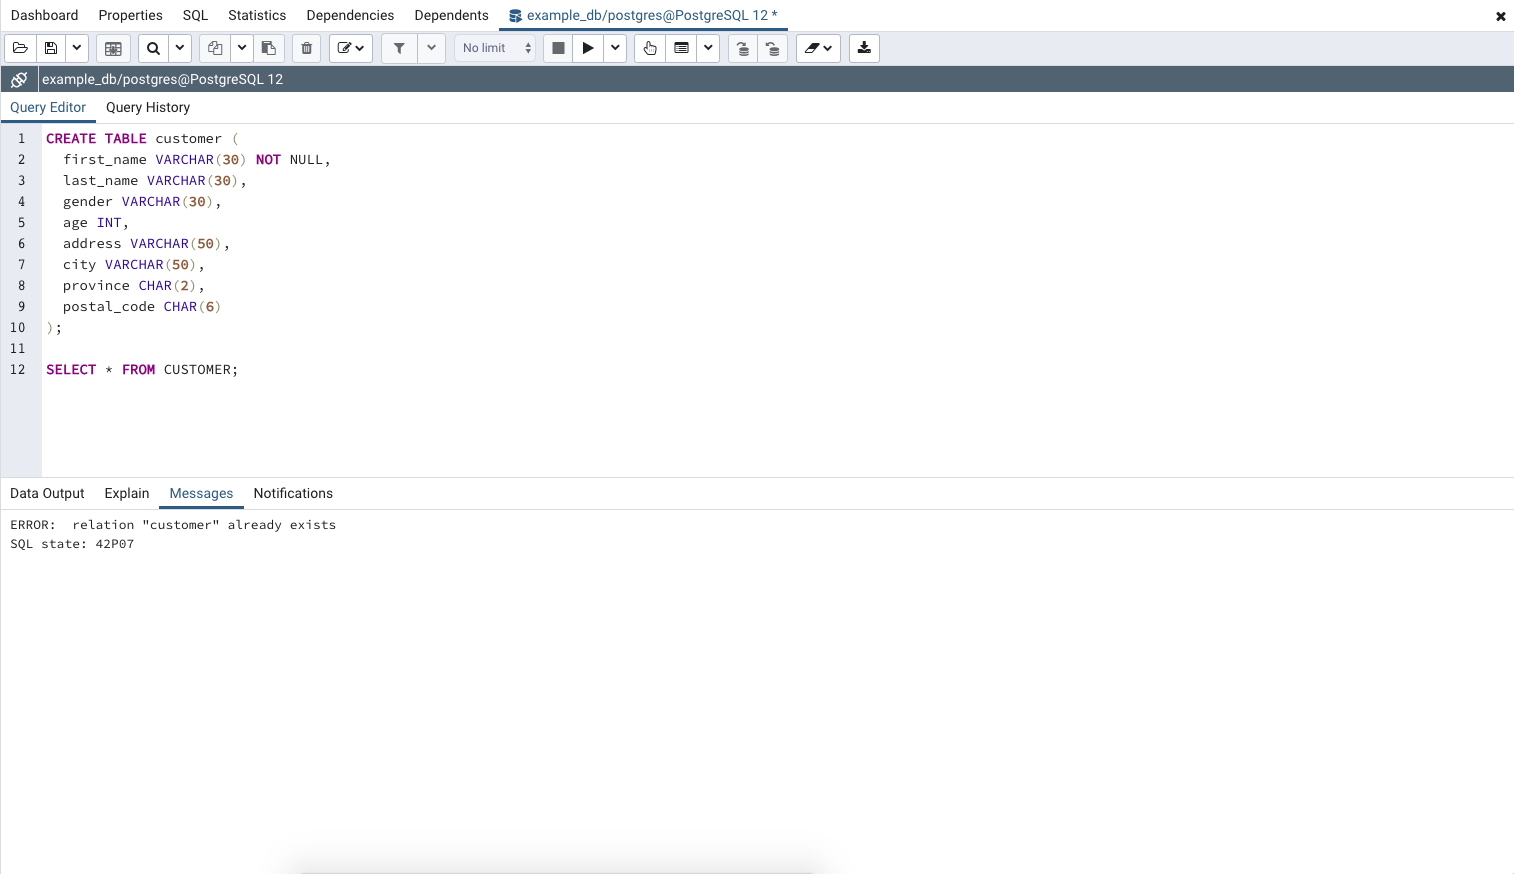 Dashboard Properties SQL Statistics Dependencies Dependents example_db/postgres@PostgreSQL 12 *
No limit
example_db/postgres@PostgreSQL 12
Query Editor Query History
1 CREATE TABLE customer (
2 first_name VARCHAR(30) NOT NULL,
3 last_name VARCHAR(30),
4 gender VARCHAR(30),
5 age INT,
6 address VARCHAR(50),
7 city VARCHAR(50),
8 province CHAR(2),
9 postal_code CHAR(6)
10 );
11
12 SELECT * FROM CUSTOMER;
Data Output Explain Messages Notifications
ERROR:  relation "customer" already exists
SQL state: 42P07